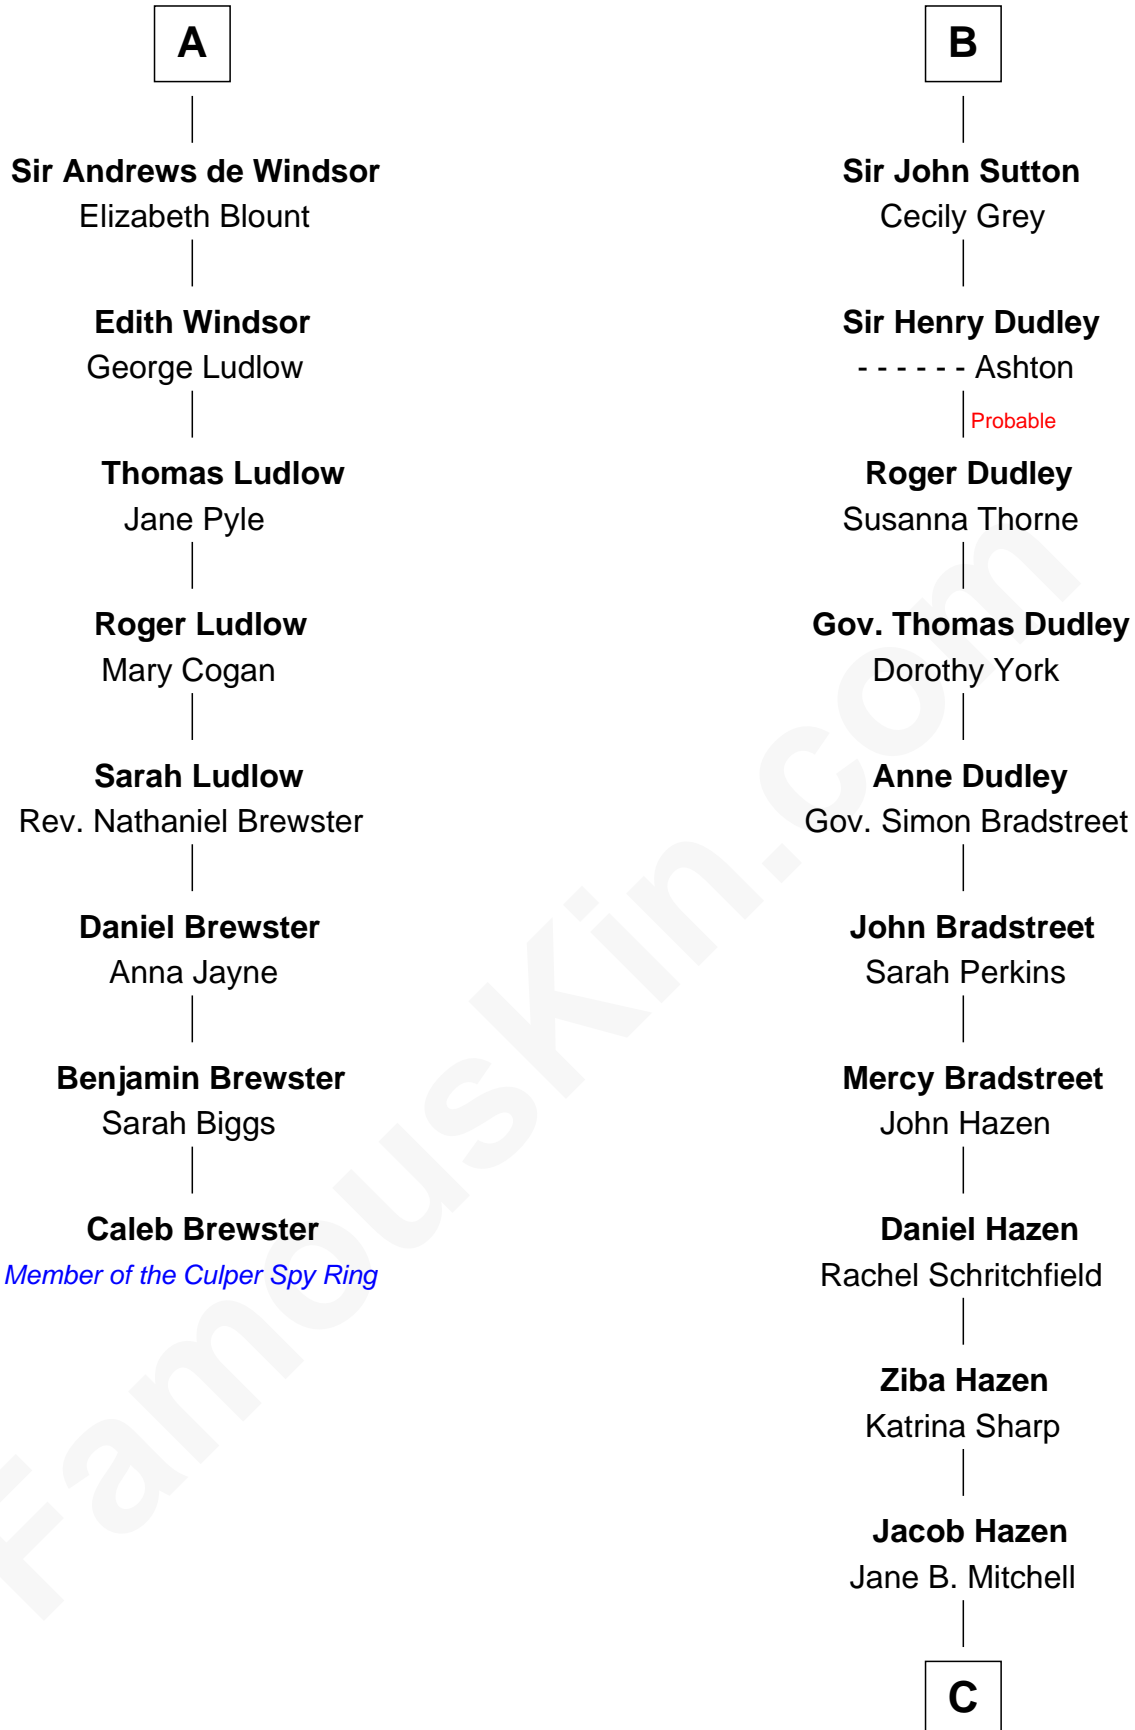 A
Sir Andrews de Windsor
Elizabeth Blount
Edith Windsor
George Ludlow
Thomas Ludlow
Jane Pyle
Roger Ludlow
Mary Cogan
Sarah Ludlow
Rev. Nathaniel Brewster
Daniel Brewster
Anna Jayne
Benjamin Brewster
Sarah Biggs
Caleb Brewster
Member of the Culper Spy Ring
B
Sir John Sutton
Cecily Grey
Sir Henry Dudley
- - - - - - Ashton
Probable
Roger Dudley
Susanna Thorne
Gov. Thomas Dudley
Dorothy York
Anne Dudley
Gov. Simon Bradstreet
John Bradstreet
Sarah Perkins
Mercy Bradstreet
John Hazen
Daniel Hazen
Rachel Schritchfield
Ziba Hazen
Katrina Sharp
Jacob Hazen
Jane B. Mitchell
C
FamousKin.com